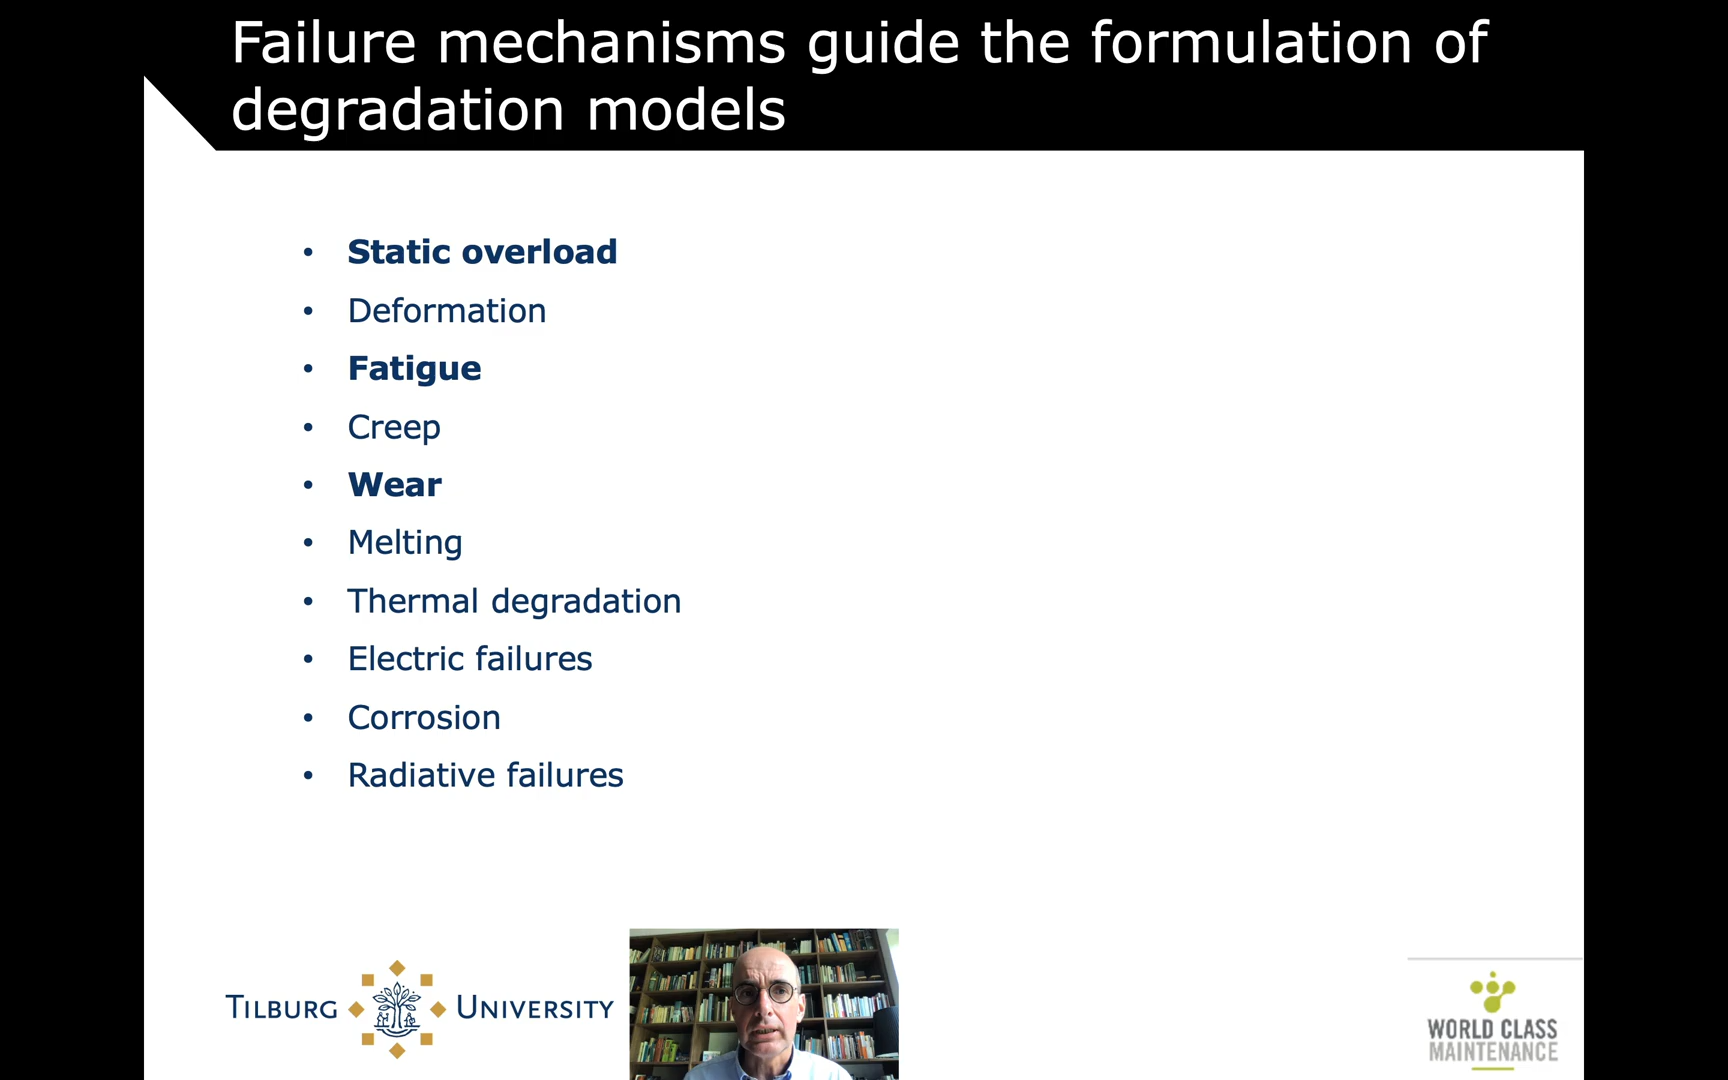 Failure mechanisms guide the formulation of
degradation models
• Static overload
• Deformation
• Fatigue
• Creep
• Wear
• Melting
• Thermal degradation
• Electric failures
• Corrosion
• Radiative failures
TILBURG UNIVERSITY
WORLD CLASS
MAINTENANCE